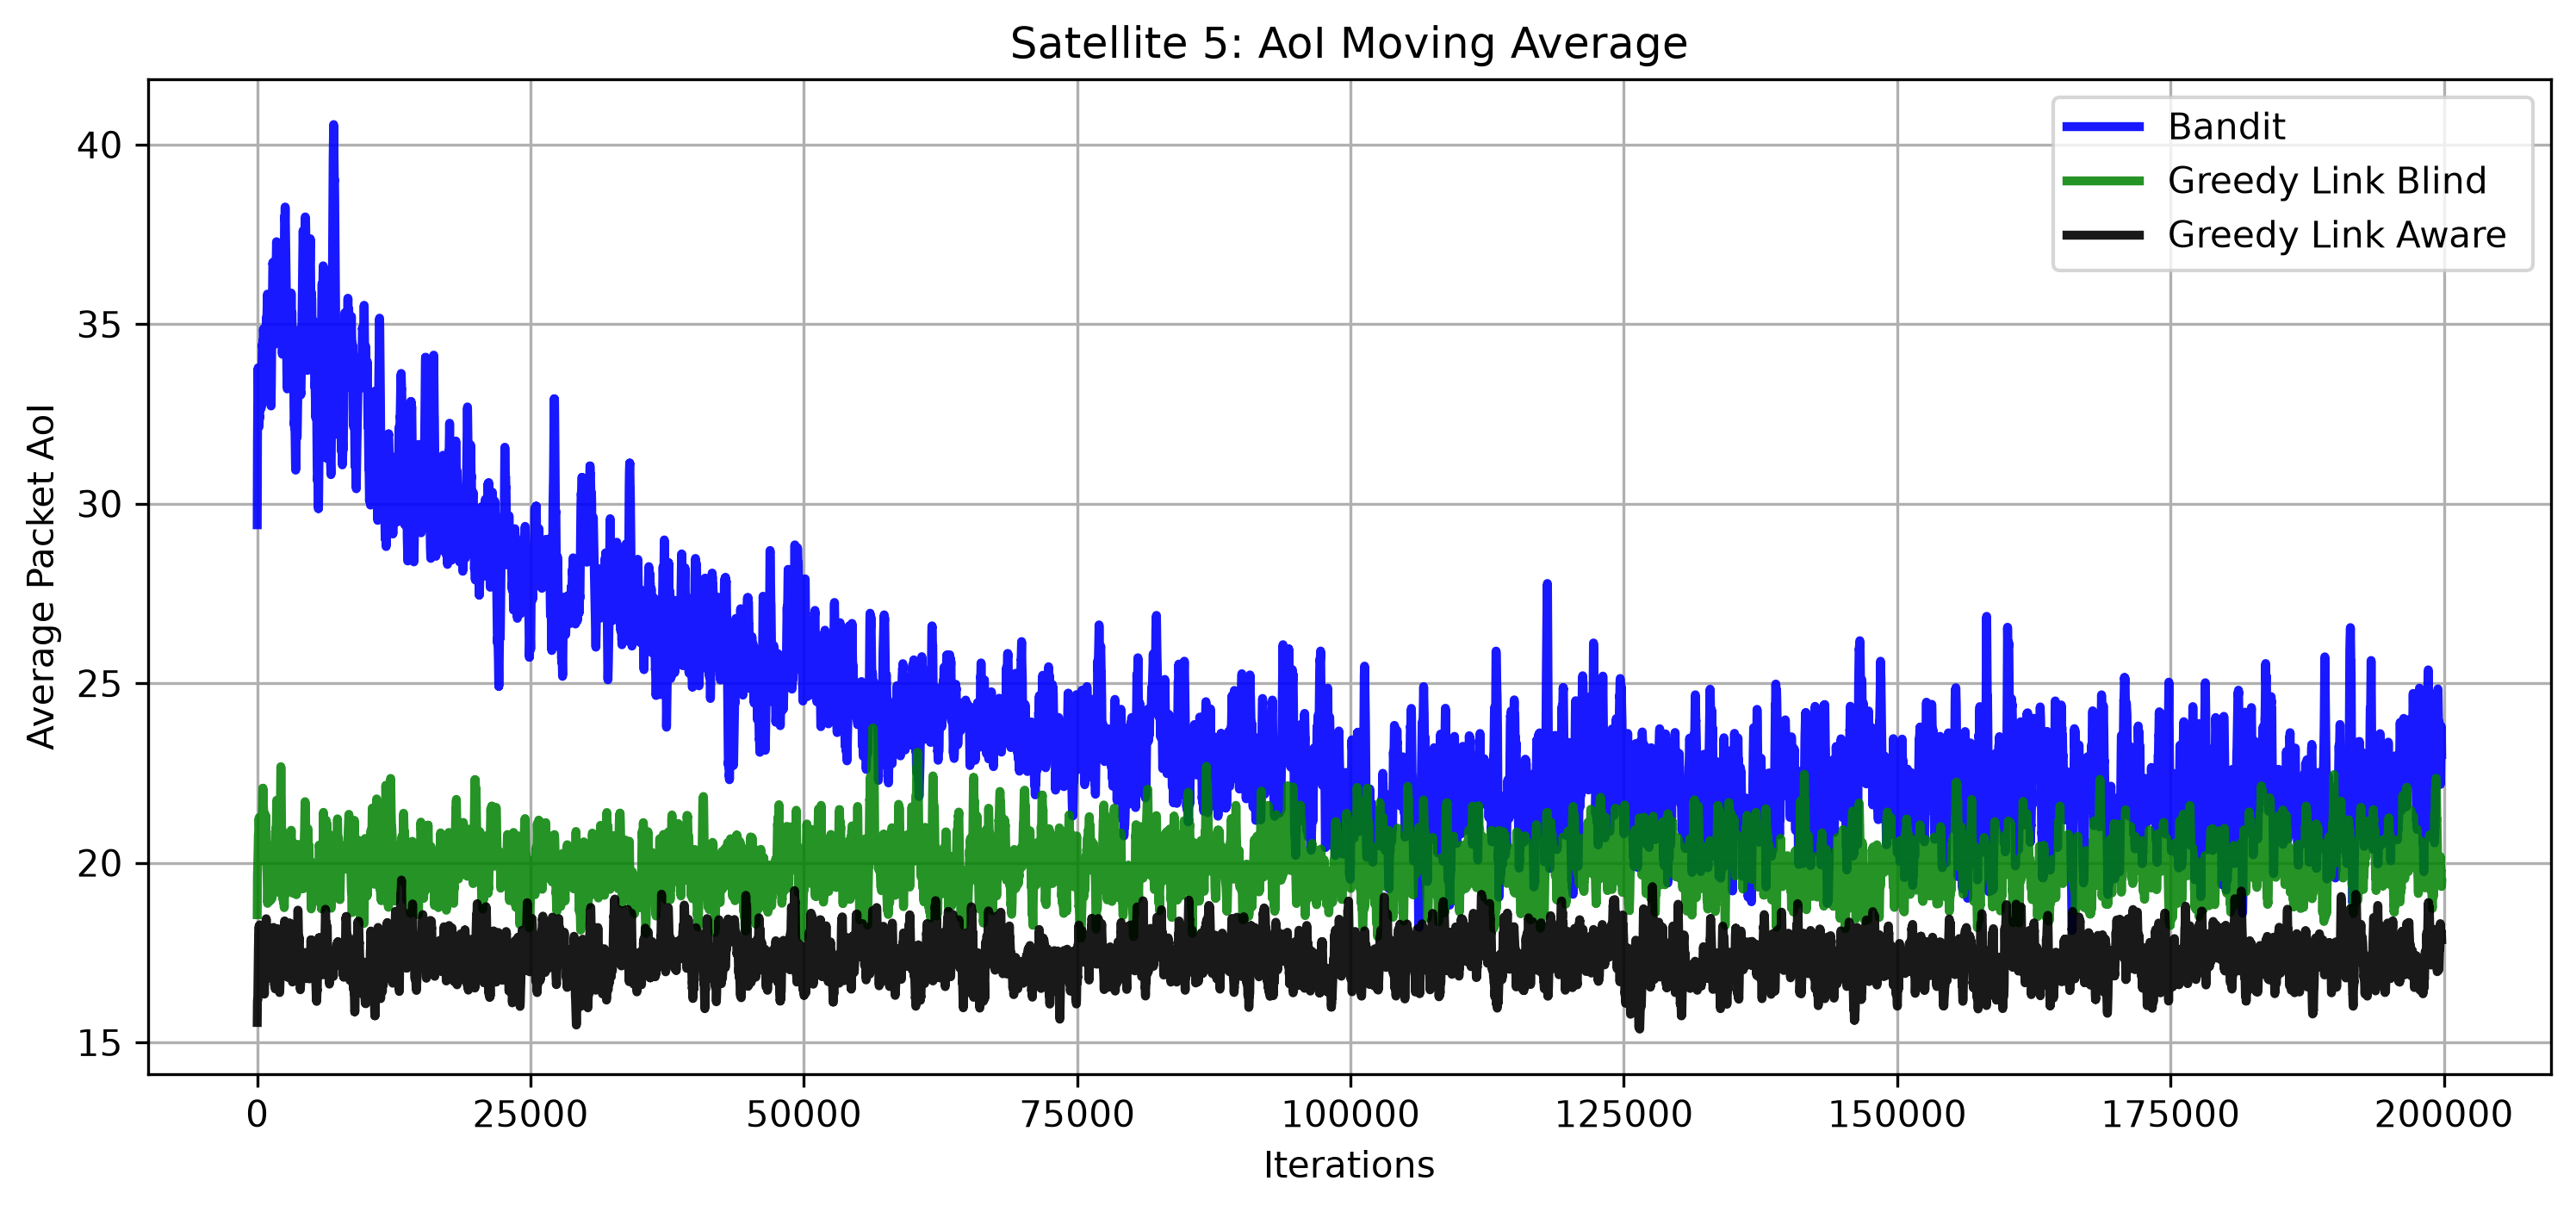 Satellite 5: AoI Moving Average
Bandit
Greedy Link Blind
Greedy Link Aware
Average Packet AoI
40
35
30
25
20
15
0 25000 50000 75000 100000 125000 150000 175000 200000
Iterations